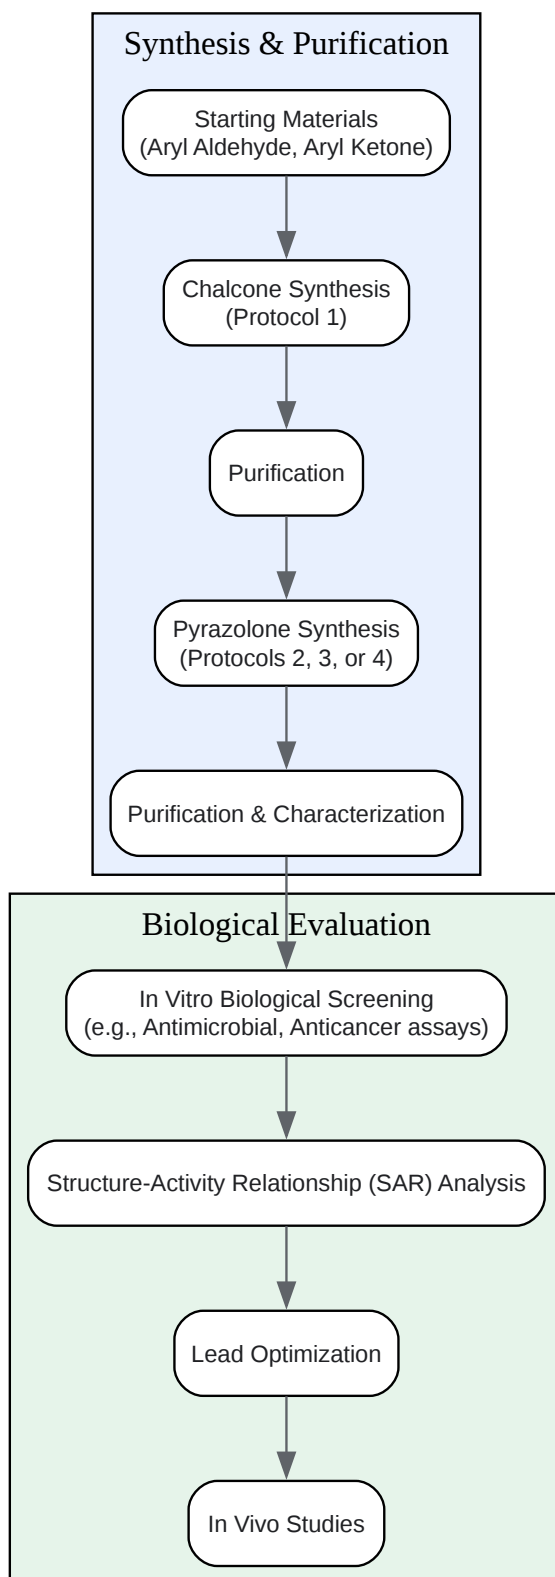 Synthesis & Purification
Starting Materials
(Aryl Aldehyde, Aryl Ketone)
Chalcone Synthesis
(Protocol 1)
Purification
Pyrazolone Synthesis
(Protocols 2, 3, or 4)
Purification & Characterization
Biological Evaluation
In Vitro Biological Screening
(e.g., Antimicrobial, Anticancer assays)
Structure-Activity Relationship (SAR) Analysis
Lead Optimization
In Vivo Studies